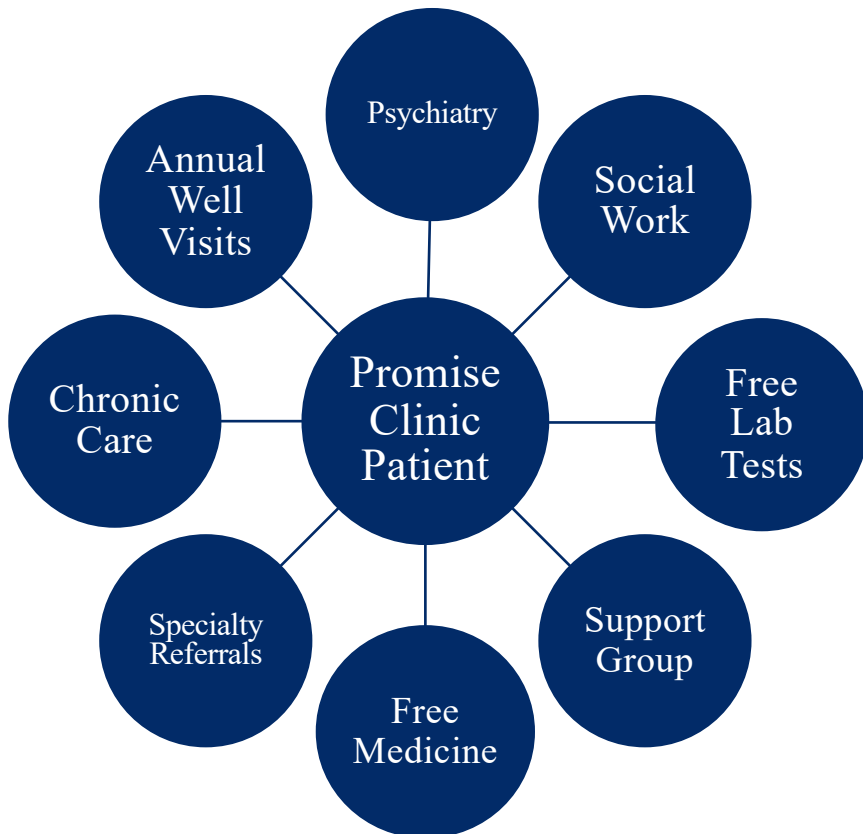 Psychiatry
Social
Work
Free
Lab
Tests
Support
Group
Free
Medicine
Specialty
Referrals
Chronic
Care
Annual
Well
Visits
Promise
Clinic
Patient